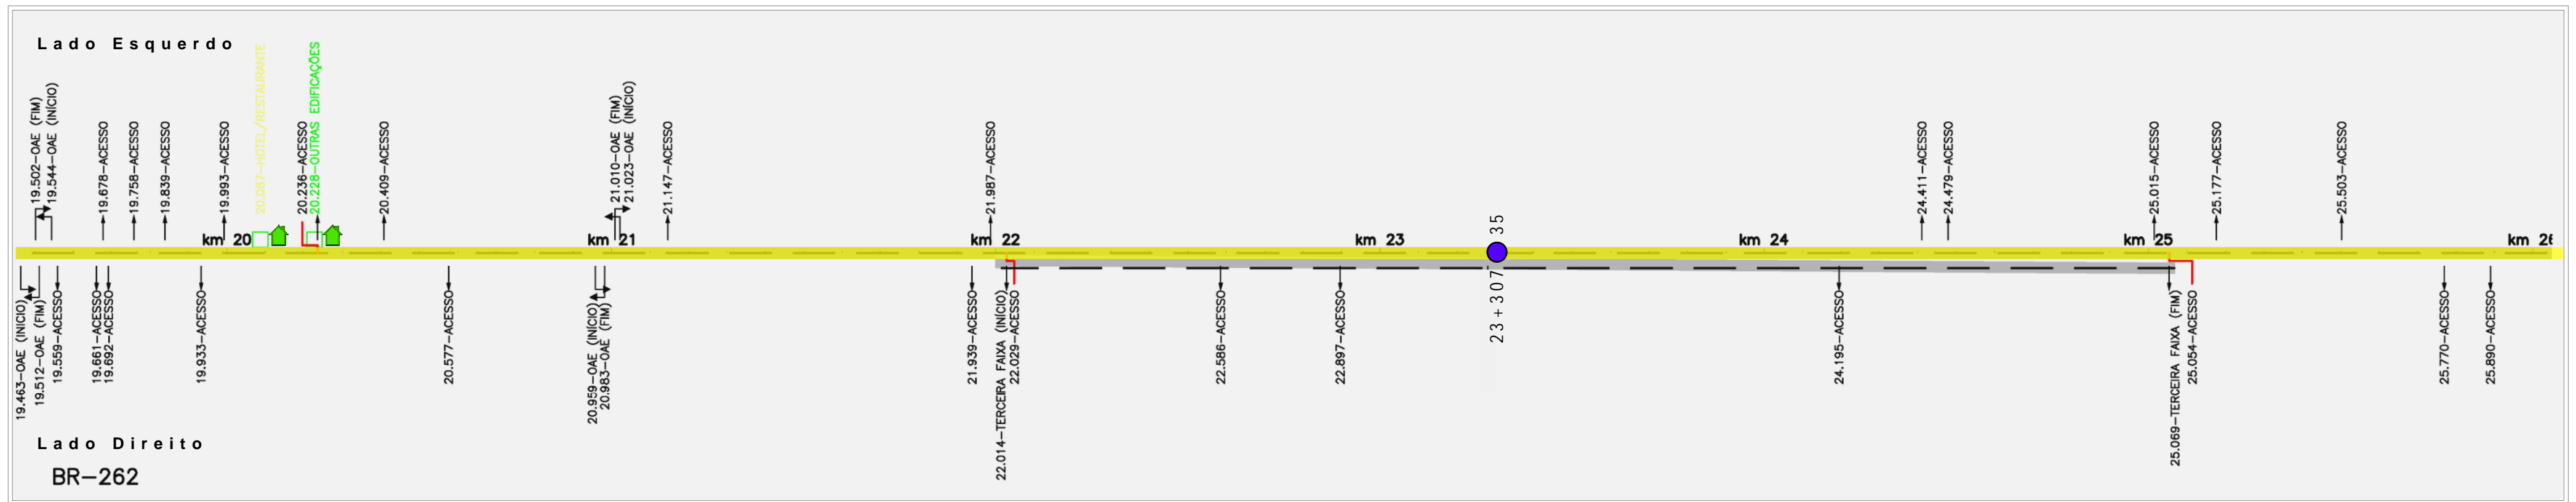 Lado Esquerdo
19.502-OAE (FIM)
19.544-OAE (INÍCIO)
19.678-ACESSO
19.758-ACESSO
19.839-ACESSO
19.993-ACESSO
20.087-HOTEL/RESTAURANTE
20.236-ACESSO
20.228-OUTRAS EDIFICAÇÕES
20.409-ACESSO
21.010-OAE (FIM)
21.023-OAE (INÍCIO)
21.147-ACESSO
21.987-ACESSO
24.411-ACESSO
24.479-ACESSO
25.015-ACESSO
25.177-ACESSO
25.503-ACESSO
km 20
km 21
km 22
km 23
km 24
km 25
km 26
23+307 35
19.463-OAE (INÍCIO)
19.512-OAE (FIM)
19.559-ACESSO
19.661-ACESSO
19.692-ACESSO
19.933-ACESSO
20.577-ACESSO
20.959-OAE (INÍCIO)
20.983-OAE (FIM)
21.939-ACESSO
22.014-TERCEIRA FAIXA (INÍCIO)
22.029-ACESSO
22.586-ACESSO
22.897-ACESSO
24.195-ACESSO
25.069-TERCEIRA FAIXA (FIM)
25.054-ACESSO
25.770-ACESSO
25.890-ACESSO
Lado Direito
BR-262